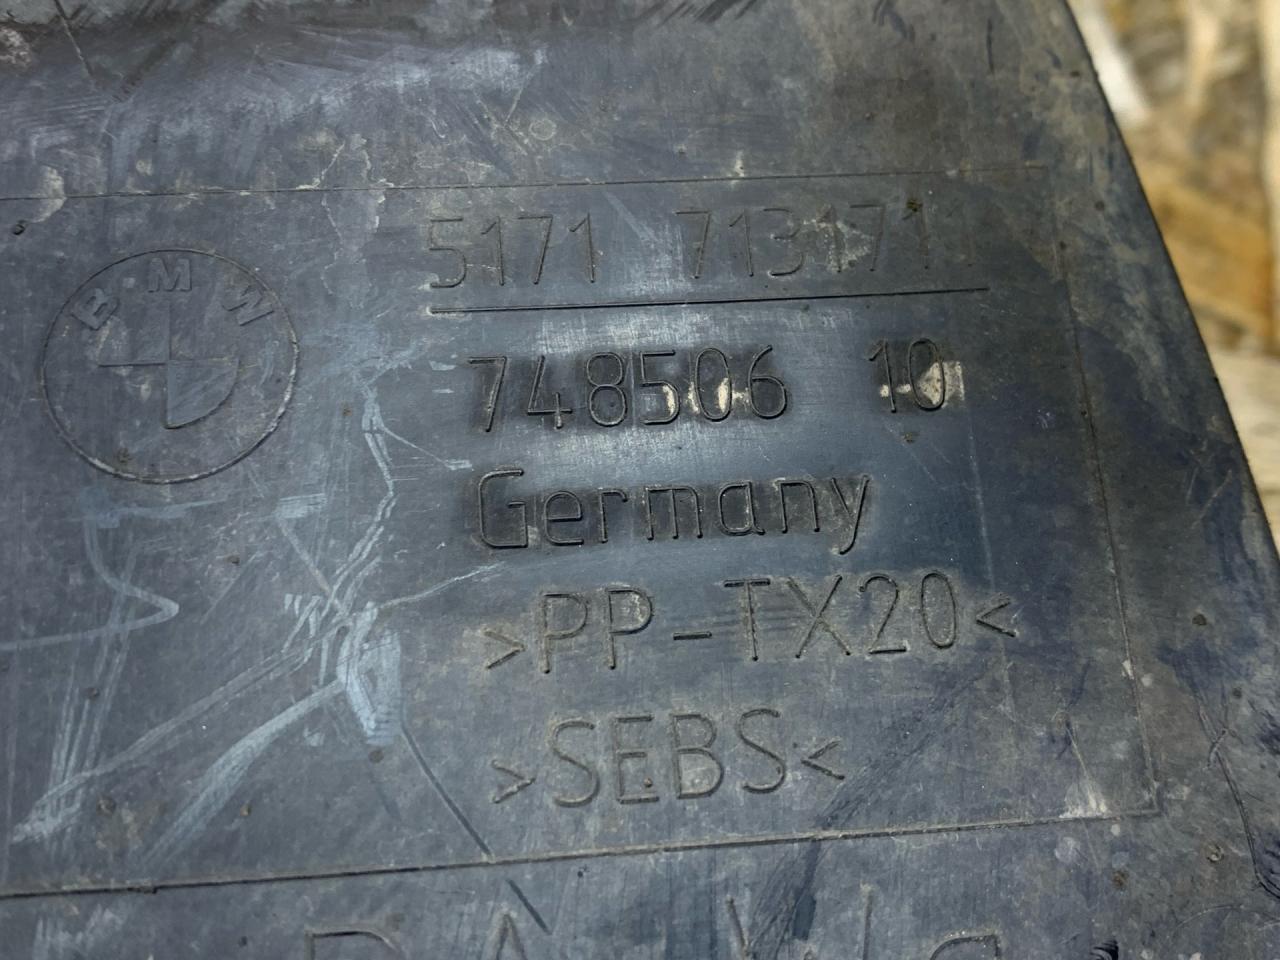 BMW
5171 7131711
748506 10
Germany
>PP-TX20<
>SEBS<